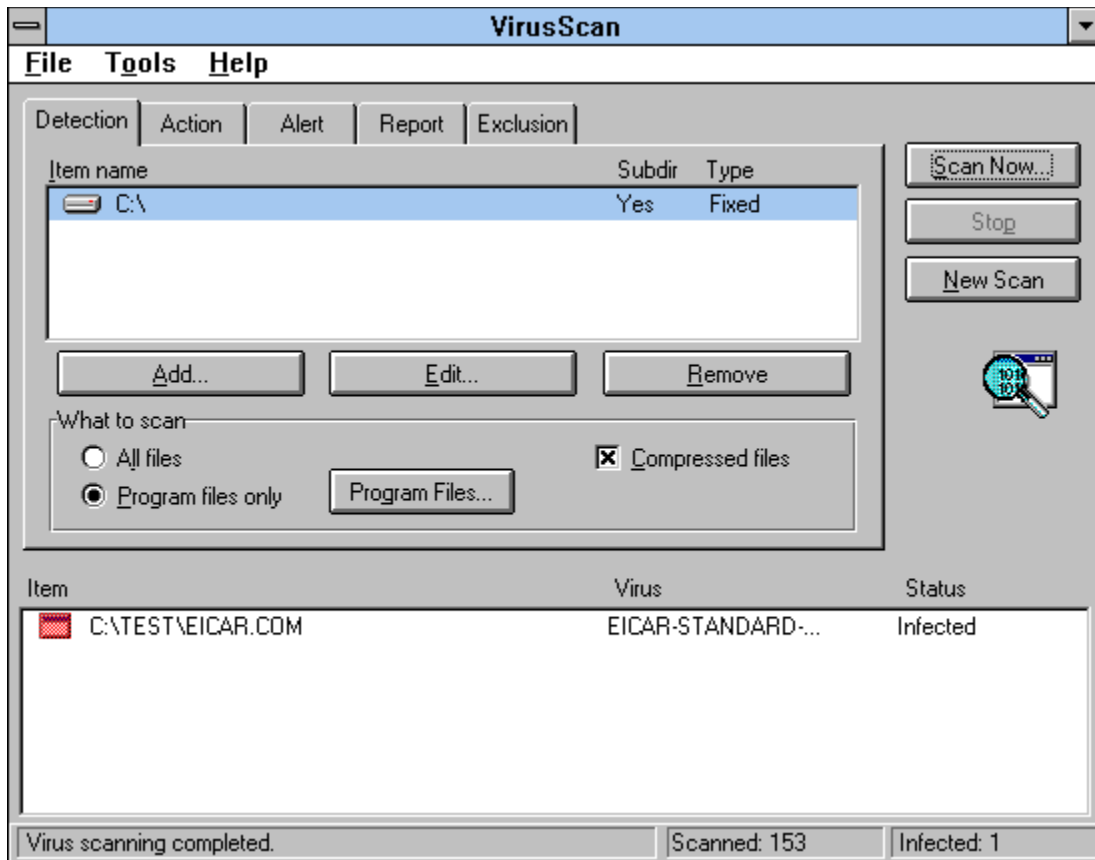 VirusScan
File Tools Help
Detection Action Alert Report Exclusion
Item name Subdir Type
C:\ Yes Fixed
Scan Now...
Stop
New Scan
Add... Edit... Remove
What to scan
All files
Compressed files
Program files only
Program Files...
101
101
Item Virus Status
C:\TEST\EICAR.COM EICAR-STANDARD-... Infected
Virus scanning completed. Scanned: 153 Infected: 1